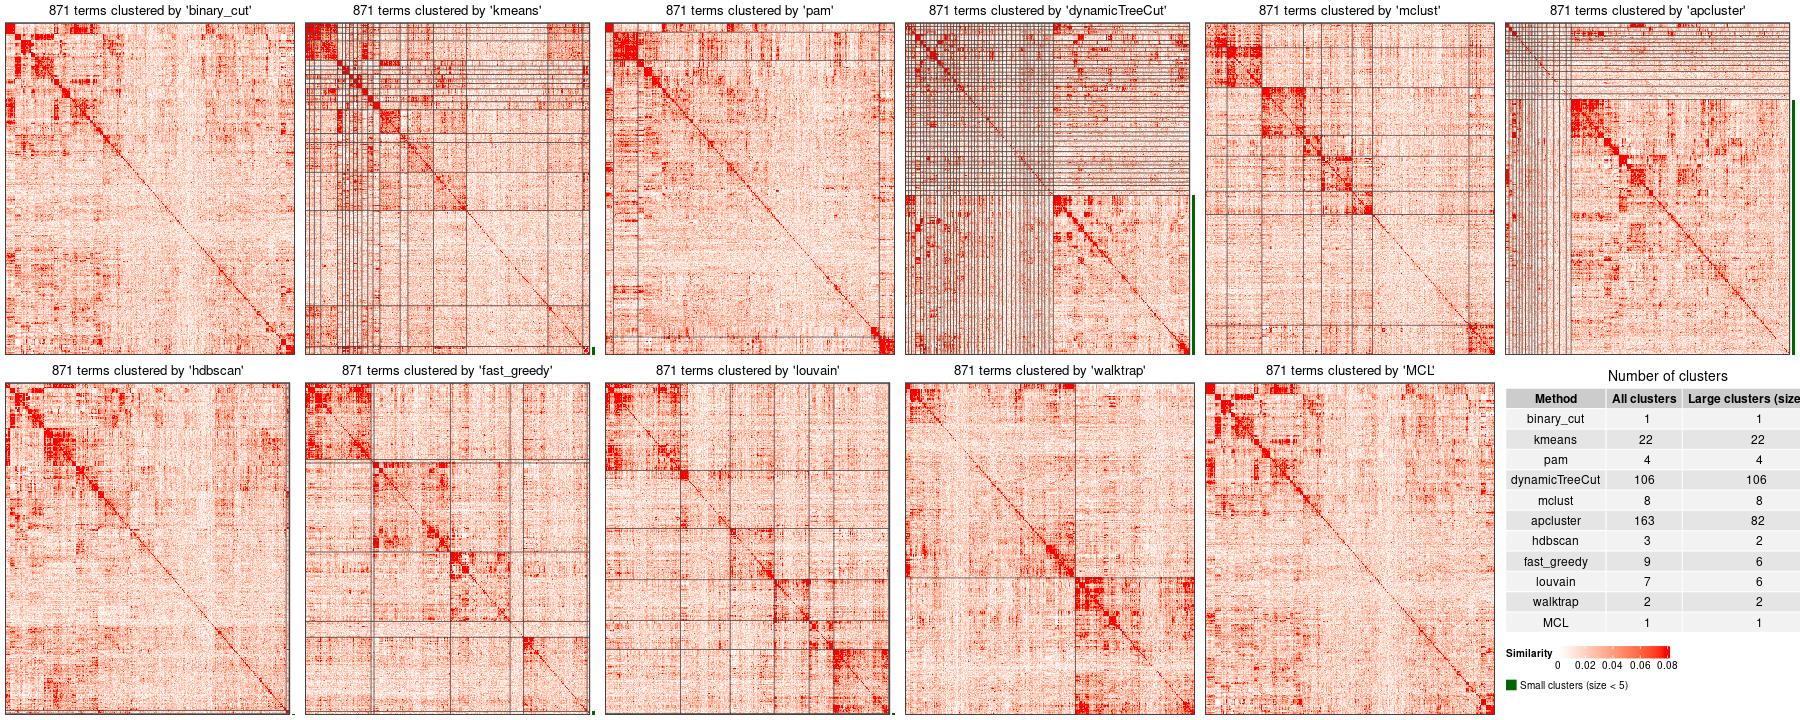 871 terms clustered by 'binary_cut'
871 terms clustered by 'kmeans'
871 terms clustered by 'pam'
871 terms clustered by 'dynamicTreeCut'
871 terms clustered by 'mclust'
871 terms clustered by 'apcluster'
871 terms clustered by 'hdbscan'
871 terms clustered by 'fast_greedy'
871 terms clustered by 'louvain'
871 terms clustered by 'walktrap'
871 terms clustered by 'MCL'
Number of clusters
Method All clusters Large clusters (size
binary_cut 1 1
kmeans 22 22
pam 4 4
dynamicTreeCut 106 106
mclust 8 8
apcluster 163 82
hdbscan 3 2
fast_greedy 9 6
louvain 7 6
walktrap 2 2
MCL 1 1
Similarity
0 0.02 0.04 0.06 0.08
Small clusters (size < 5)